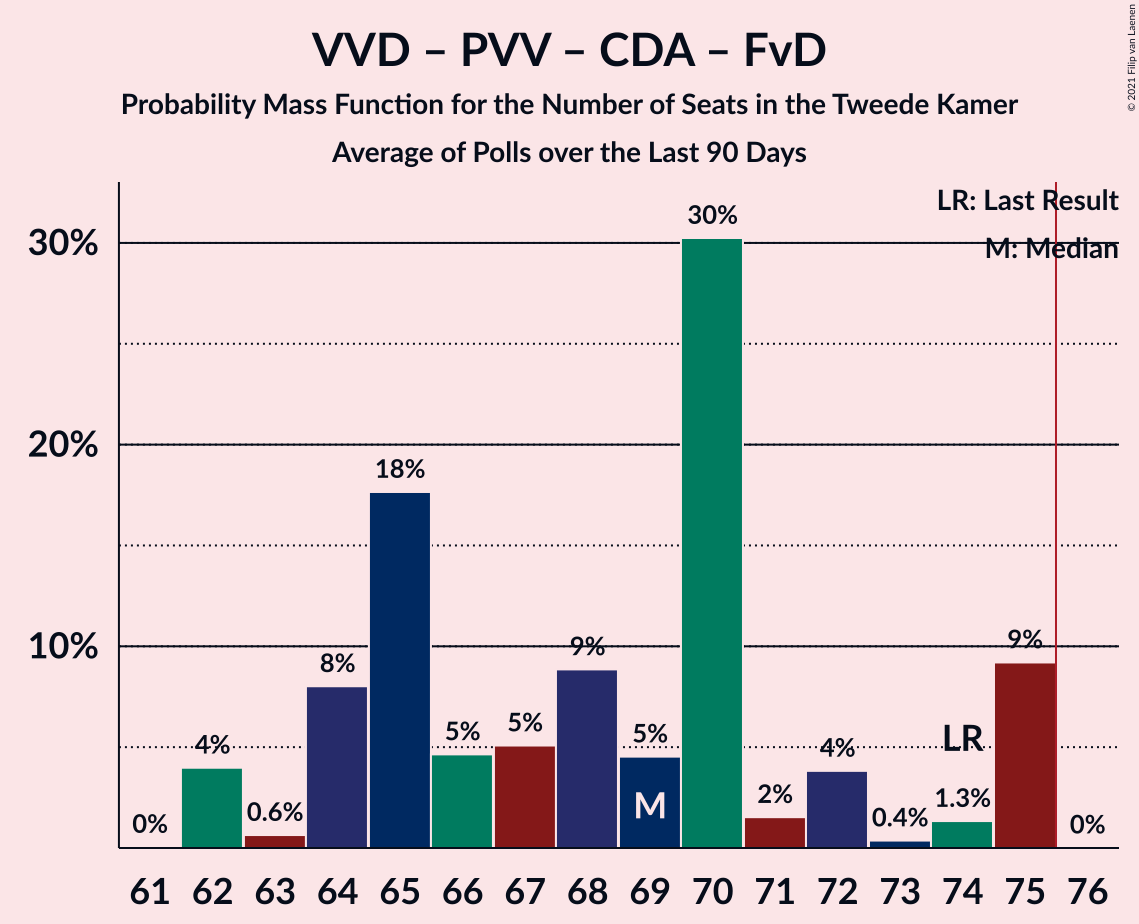 VVD – PVV – CDA – FvD
Probability Mass Function for the Number of Seats in the Tweede Kamer
Average of Polls over the Last 90 Days
© 2021 Filip van Laenen
LR: Last Result
M: Median
30%
20%
10%
0%
4%
0.6%
8%
18%
5%
5%
9%
5%
30%
2%
4%
0.4%
1.3%
9%
0%
M
LR
61 62 63 64 65 66 67 68 69 70 71 72 73 74 75 76